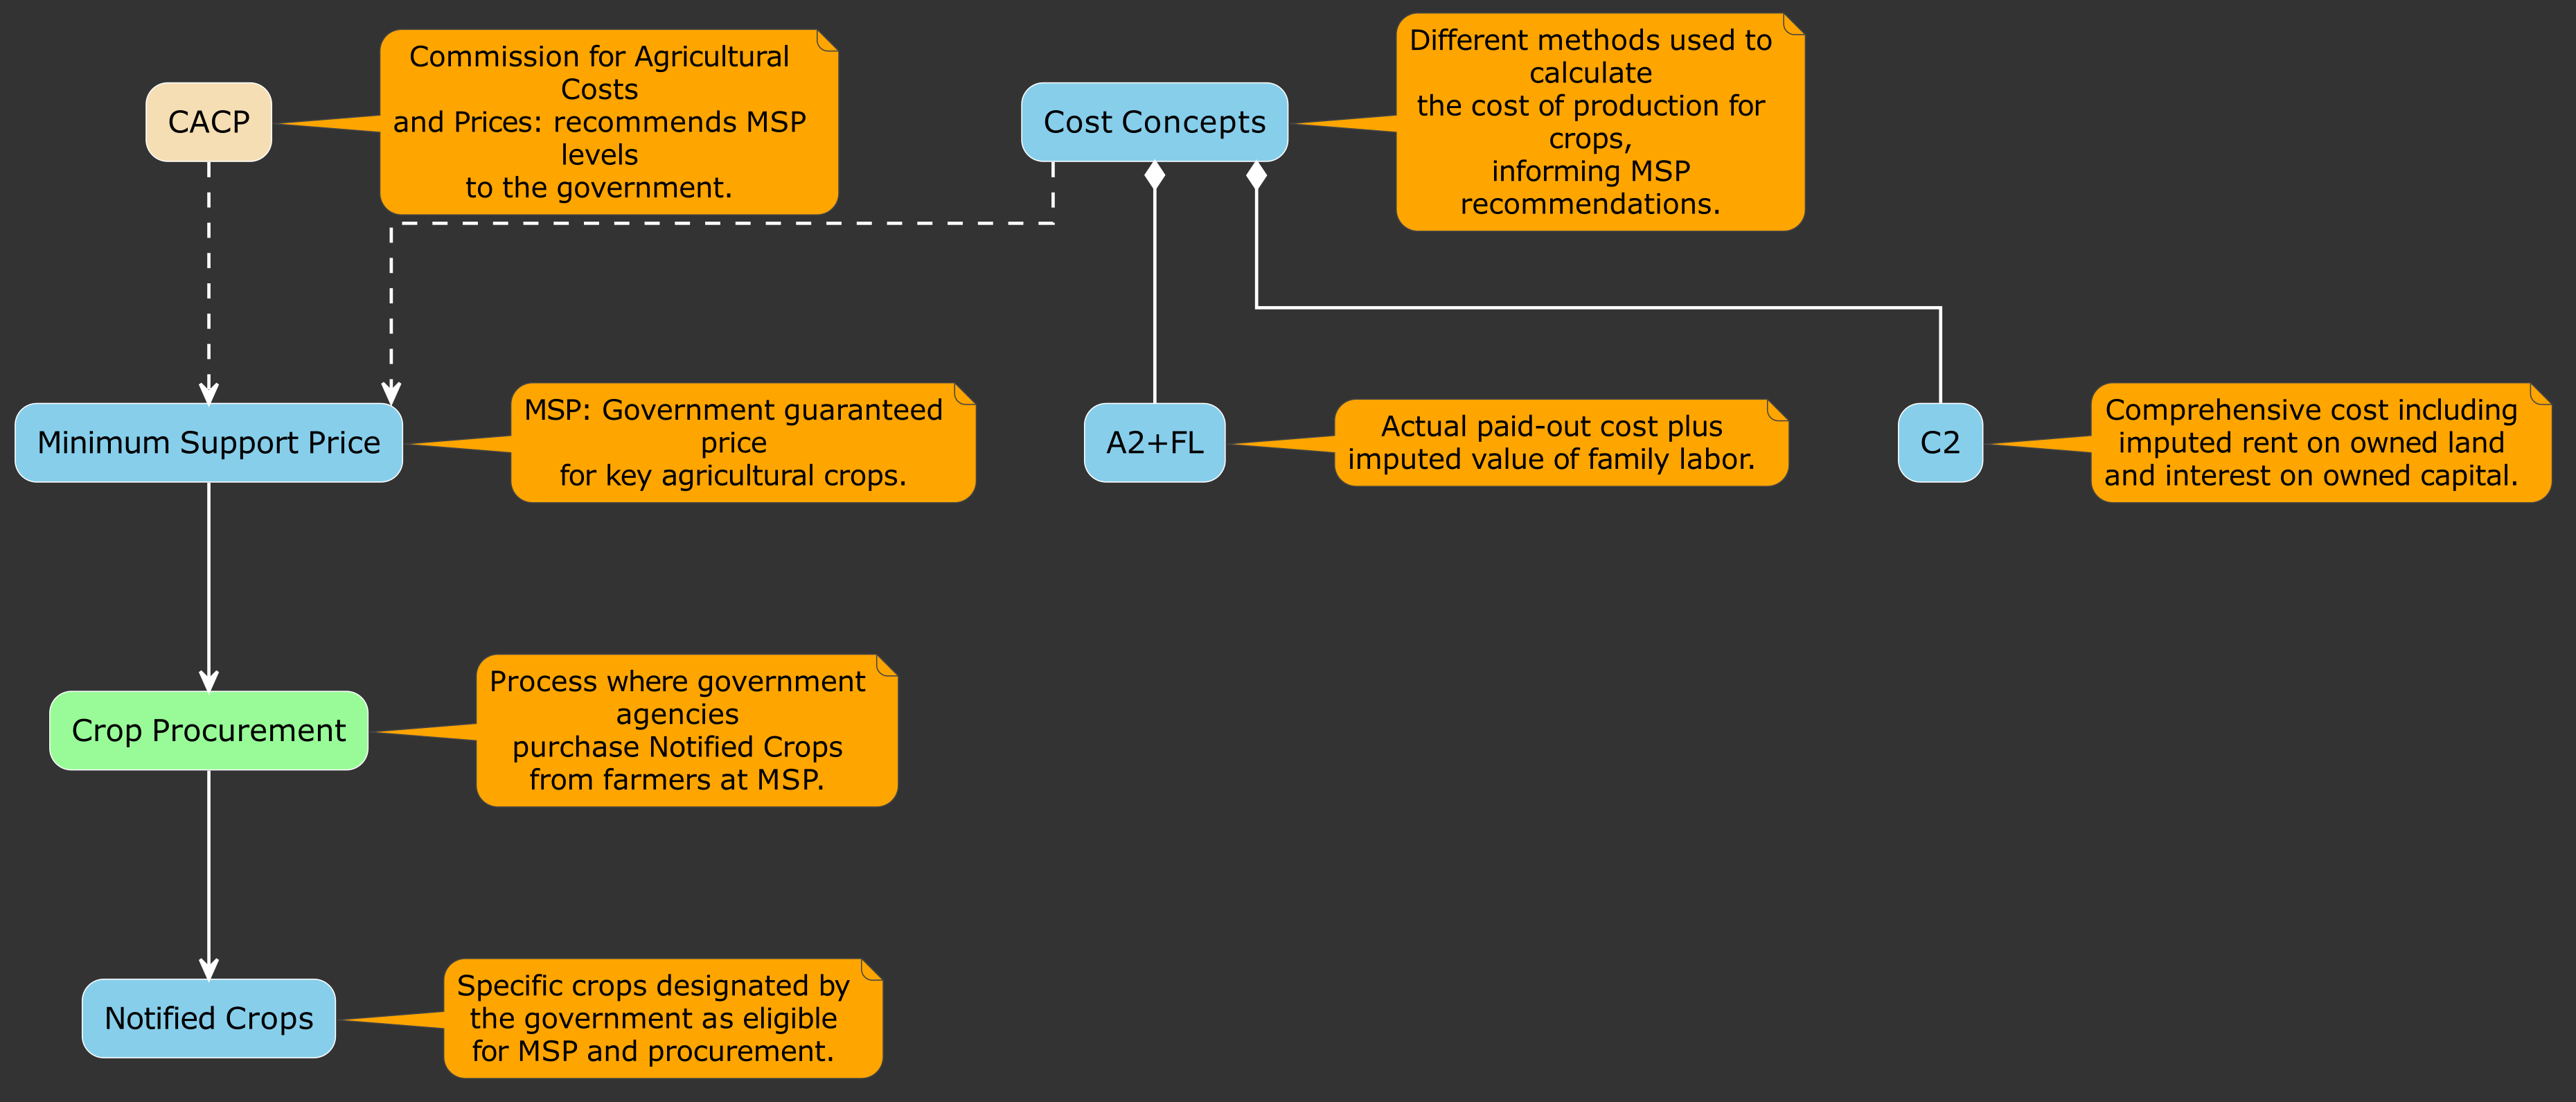 CACP
Commission for Agricultural
Costs
and Prices: recommends MSP
levels
to the government.
Cost Concepts
Different methods used to
calculate
the cost of production for
crops,
informing MSP
recommendations.
Minimum Support Price
MSP: Government guaranteed
price
for key agricultural crops.
A2+FL
Actual paid-out cost plus
imputed value of family labor.
C2
Comprehensive cost including
imputed rent on owned land
and interest on owned capital.
Crop Procurement
Process where government
agencies
purchase Notified Crops
from farmers at MSP.
Notified Crops
Specific crops designated by
the government as eligible
for MSP and procurement.